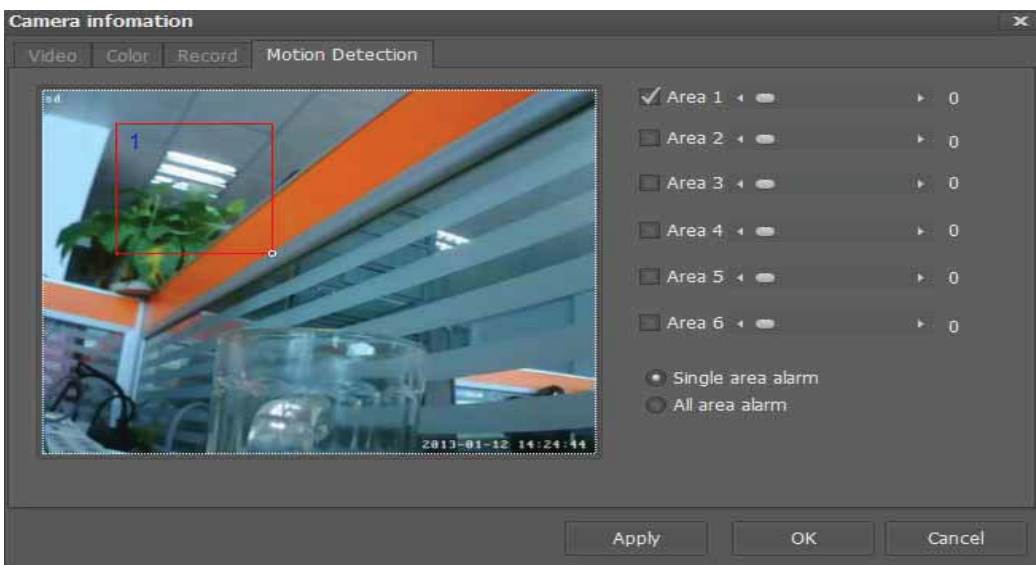 Camera infomation
Video Color Record Motion Detection
sd
1
2013-01-12 14:24:44
Area 1 0
Area 2 0
Area 3 0
Area 4 0
Area 5 0
Area 6 0
Single area alarm
All area alarm
Apply OK Cancel